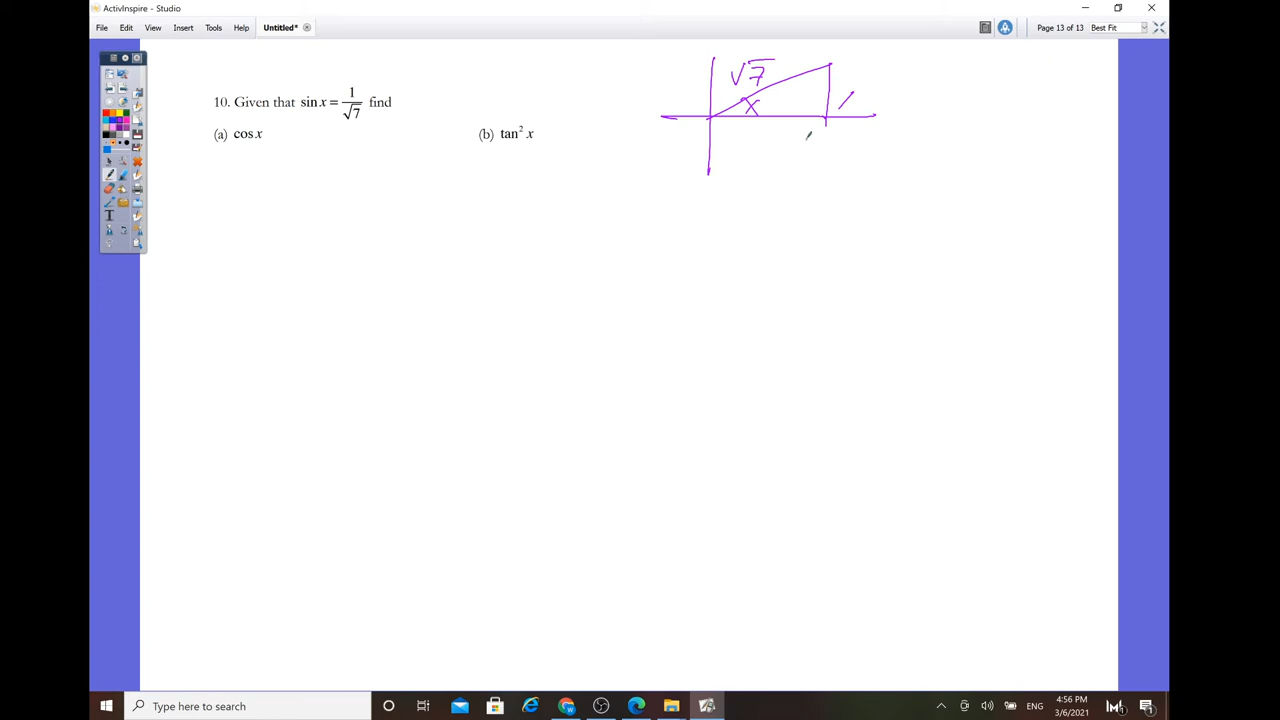 ActivInspire - Studio
File Edit View Insert Tools Help Untitled* Page 13 of 13 Best Fit
√7
10. Given that sin x = 1/√7 find
x 1
(a) cos x (b) tan² x
T
Type here to search
ENG
4:56 PM
3/6/2021